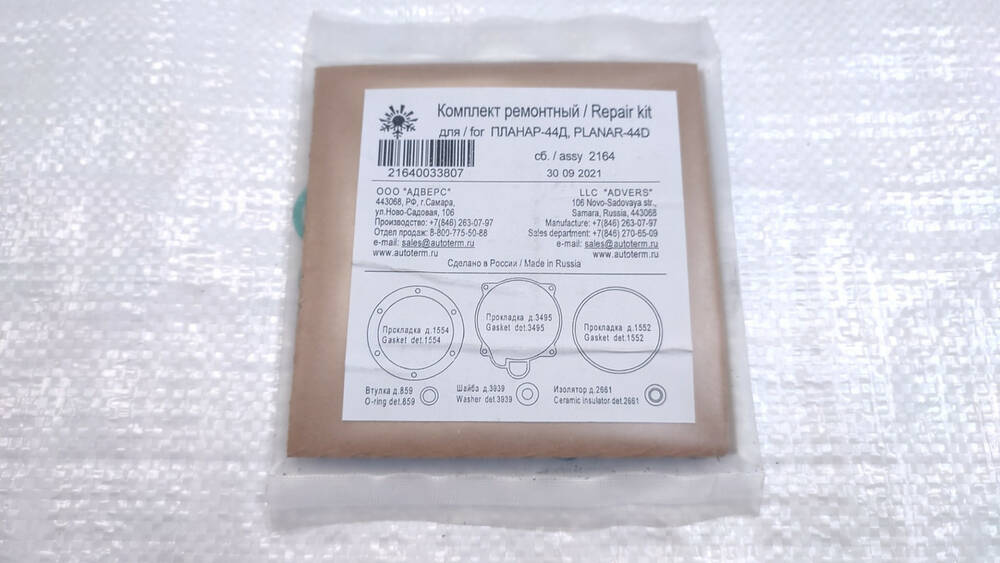 Комплект ремонтный / Repair kit
для / for ПЛАНАР-44Д, PLANAR-44D
21640033807
сб. / assy 2164
30 09 2021
ООО "АДВЕРС"
443068, РФ, г.Самара,
ул.Ново-Садовая, 106
Производство: +7(846) 263-07-97
Отдел продаж: 8-800-775-50-88
e-mail: sales@autoterm.ru
www.autoterm.ru
LLC "ADVERS"
106 Novo-Sadovaya str.,
Samara, Russia, 443068
Manufacture: +7(846) 263-07-97
Sales department: +7(846) 270-65-09
e-mail: sales@autoterm.ru
www.autoterm.ru
Сделано в России / Made in Russia
Прокладка д.1554
Gasket det.1554
Прокладка д.3495
Gasket det.3495
Прокладка д.1552
Gasket det.1552
Втулка д.859
O-ring det.859
Шайба д.3939
Washer det.3939
Изолятор д.2661
Ceramic insulator det.2661